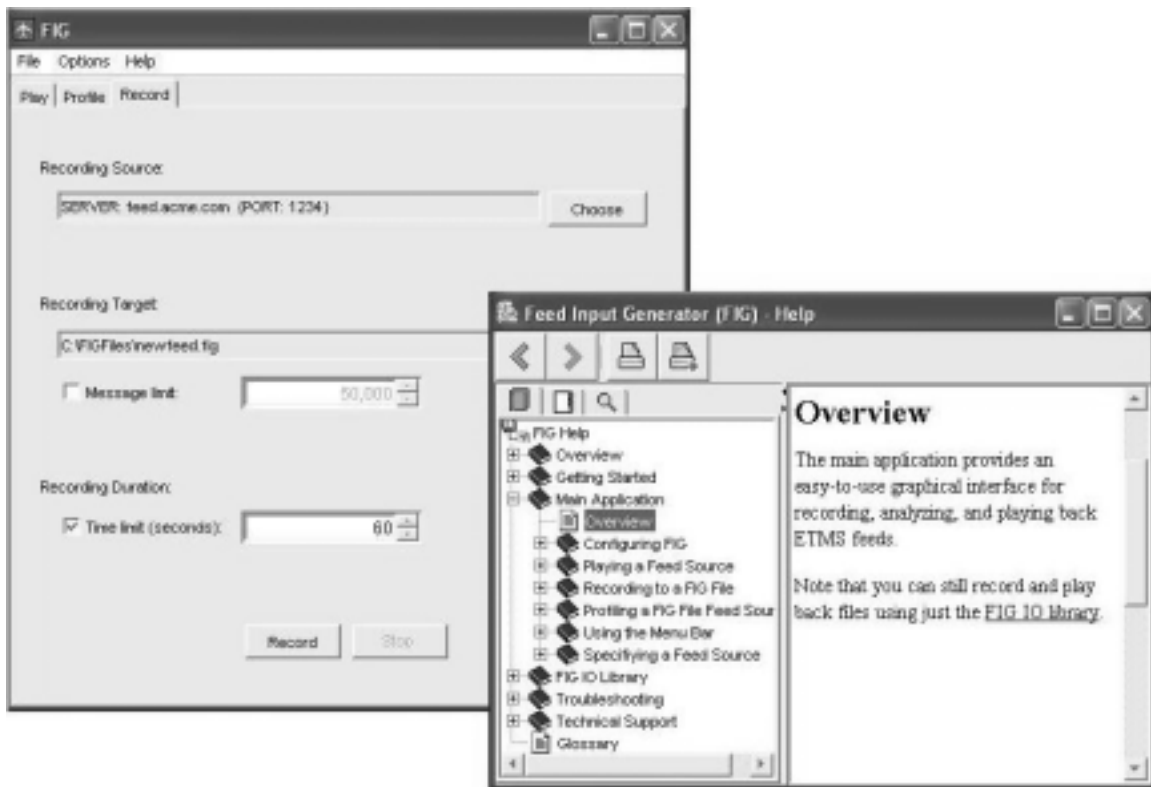 FIG
File Options Help
Play Profile Record
Recording Source:
SERVER: feed.acme.com (PORT: 1234)
Choose
Recording Target:
C:\FIGFiles\newfeed.fig
Message limit:
50,000
Recording Duration:
Time limit (seconds):
60
Record
Stop
Feed Input Generator (FIG) - Help
FIG Help
Overview
Getting Started
Main Application
Overview
Configuring FIG
Playing a Feed Source
Recording to a FIG File
Profiling a FIG File Feed Sour
Using the Menu Bar
Specifiying a Feed Source
FIG IO Library
Troubleshooting
Technical Support
Glossary
Overview
The main application provides an
easy-to-use graphical interface for
recording, analyzing, and playing back
ETMS feeds.
Note that you can still record and play
back files using just the FIG IO library.